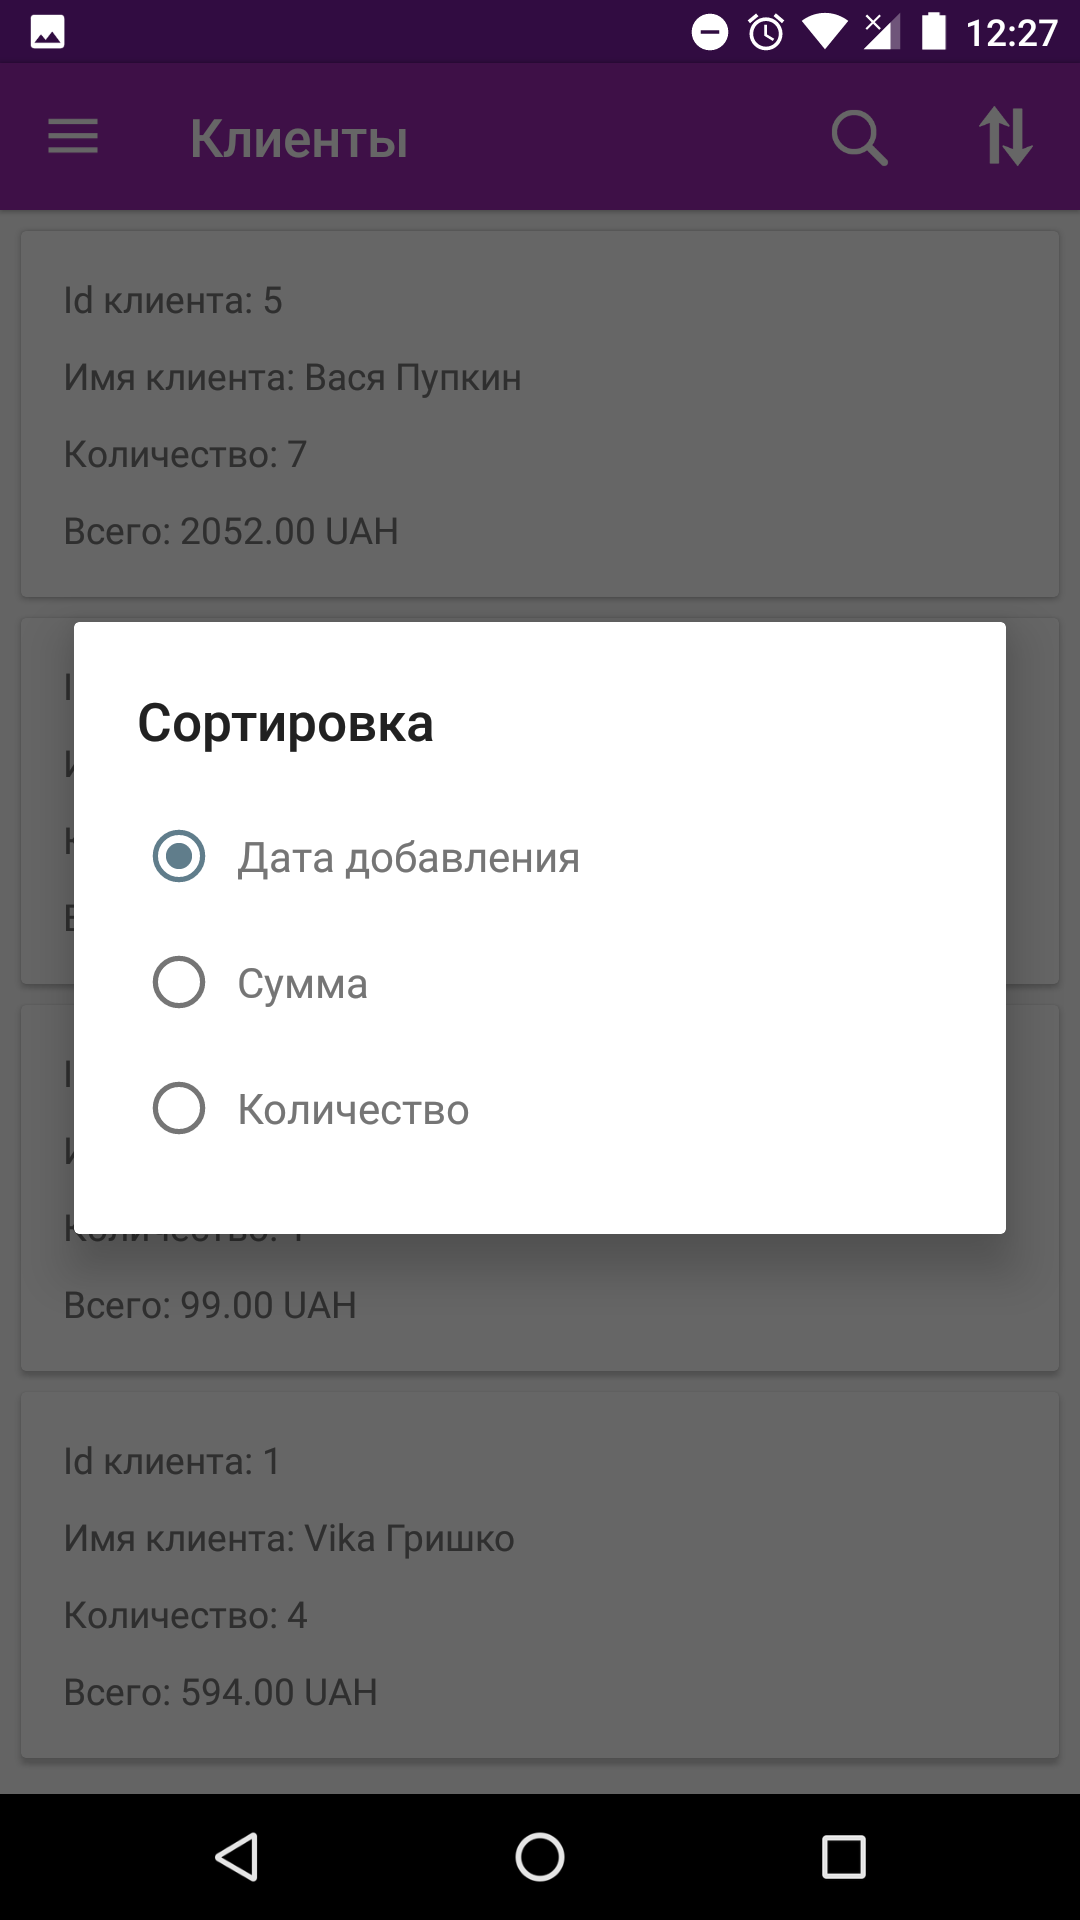 12:27
Клиенты
Id клиента: 5
Имя клиента: Вася Пупкин
Количество: 7
Всего: 2052.00 UAH
Сортировка
Дата добавления
Сумма
Количество
Всего: 99.00 UAH
Id клиента: 1
Имя клиента: Vika Гришко
Количество: 4
Всего: 594.00 UAH